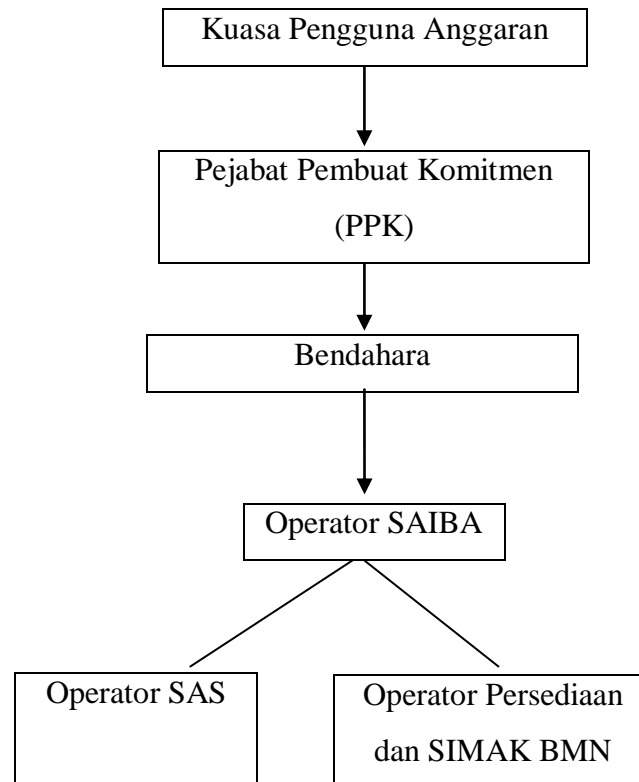 Kuasa Pengguna Anggaran
Pejabat Pembuat Komitmen
(PPK)
Bendahara
Operator SAIBA
Operator SAS
Operator Persediaan
dan SIMAK BMN